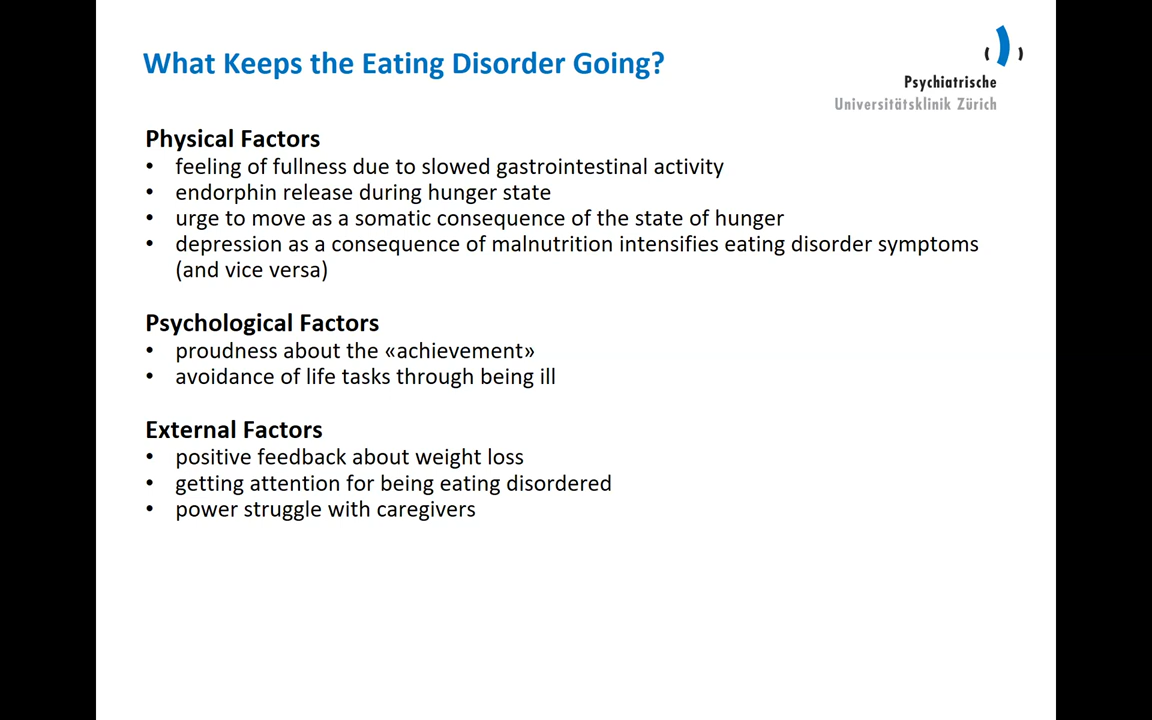 What Keeps the Eating Disorder Going?
Psychiatrische
Universitätsklinik Zürich
Physical Factors
• feeling of fullness due to slowed gastrointestinal activity
• endorphin release during hunger state
• urge to move as a somatic consequence of the state of hunger
• depression as a consequence of malnutrition intensifies eating disorder symptoms
(and vice versa)
Psychological Factors
• proudness about the «achievement»
• avoidance of life tasks through being ill
External Factors
• positive feedback about weight loss
• getting attention for being eating disordered
• power struggle with caregivers